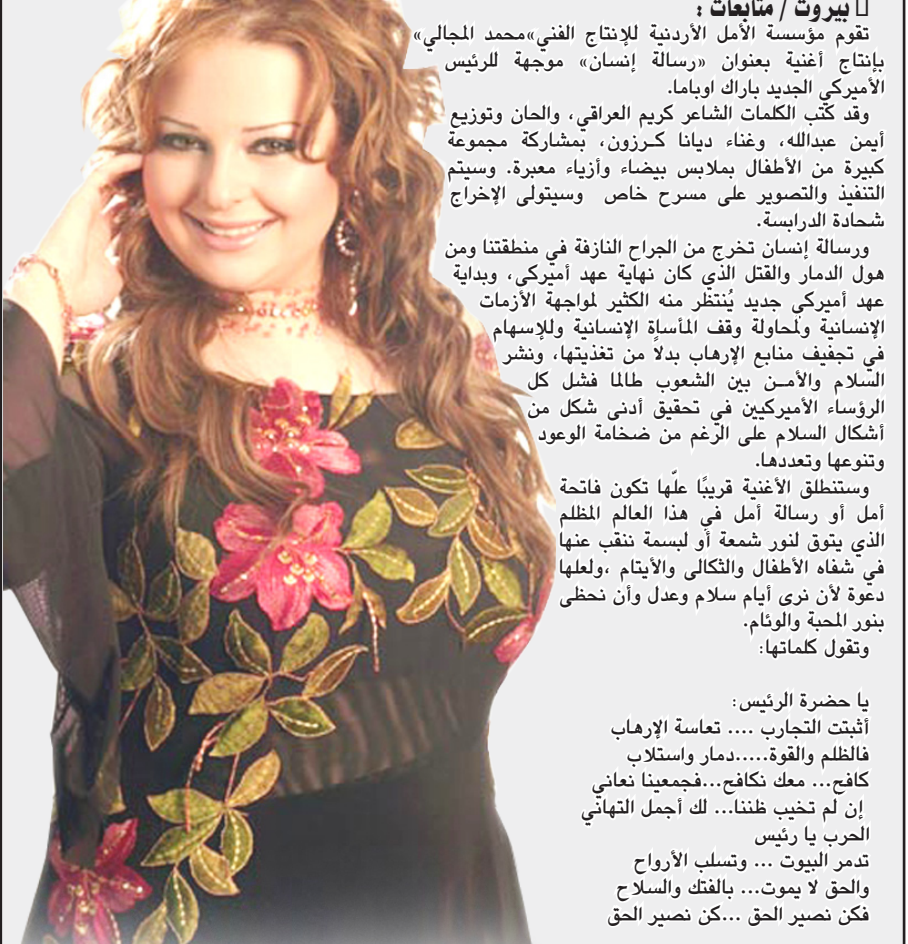 بيروت / متابعات :
تقوم مؤسسة الأمل الأردنية للإنتاج الفني»محمد المجالي»
بإنتاج أغنية بعنوان «رسالة إنسان» موجهة للرئيس
الأميركي الجديد باراك اوباما.
وقد كتب الكلمات الشاعر كريم العراقي، والحان وتوزيع
أيمن عبدالله، وغناء ديانا كـرزون، بمشاركة مجموعة
كبيرة من الأطفال بملابس بيضاء وأزياء معبرة. وسيتم
التنفيذ والتصوير على مسرح خاص وسيتولى الإخراج
شحادة الدرابسة.
ورسالة إنسان تخرج من الجراح النازفة في منطقتنا ومن
هول الدمار والقتل الذي كان نهاية عهد أميركي، وبداية
عهد أميركي جديد يُنتظر منه الكثير لمواجهة الأزمات
الإنسانية ولمحاولة وقف المأساة الإنسانية وللإسهام
في تجفيف منابع الإرهاب بدلاً من تغذيتها، ونشر
السلام والأمـن بين الشعوب طالما فشل كل
الرؤساء الأميركيين في تحقيق أدنى شكل من
أشكال السلام على الرغم من ضخامة الوعود
وتنوعها وتعددها.
وستنطلق الأغنية قريبًا علّها تكون فاتحة
أمل أو رسالة أمل في هذا العالم المظلم
الذي يتوق لنور شمعة أو لبسمة ننقب عنها
في شفاه الأطفال والثكالى والأيتام ،ولعلها
دعوة لأن نرى أيام سلام وعدل وأن نحظى
بنور المحبة والوئام.
وتقول كلماتها:
يا حضرة الرئيس:
أثبتت التجارب .... تعاسة الإرهاب
فالظلم والقوة.....دمار واستلاب
كافح... معك نكافح...فجمعينا نعاني
إن لم تخيب ظننا... لك أجمل التهاني
الحرب يا رئيس
تدمر البيوت ... وتسلب الأرواح
والحق لا يموت... بالفتك والسلاح
فكن نصير الحق ...كن نصير الحق